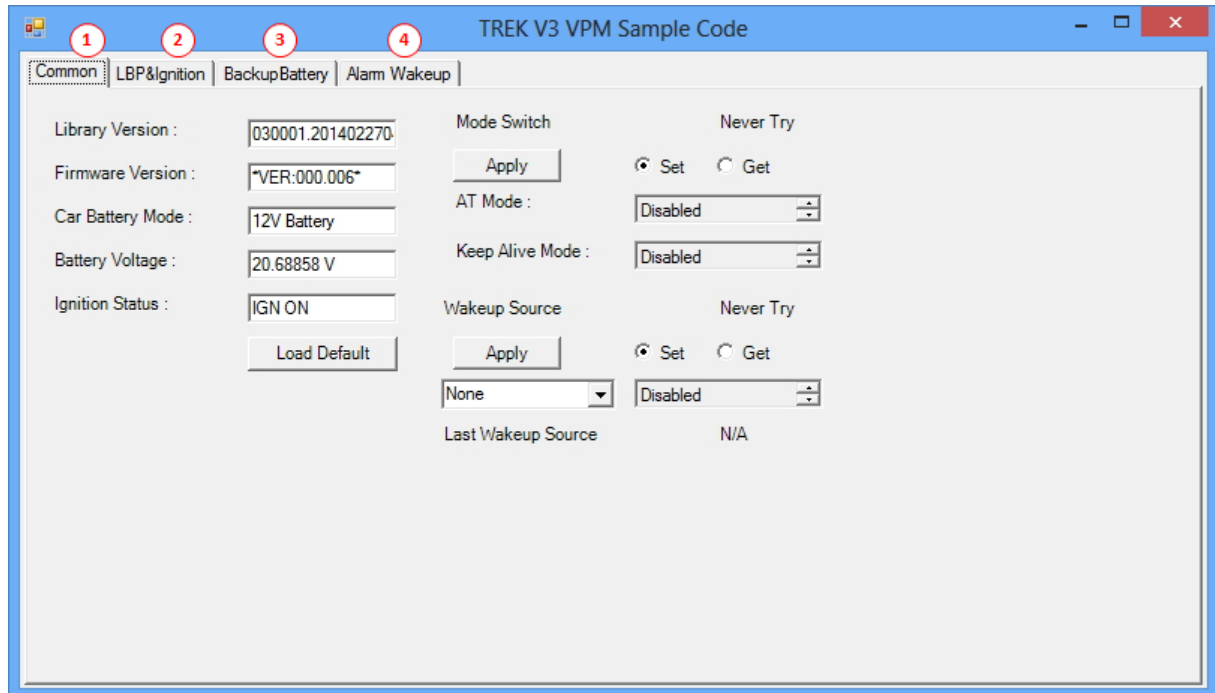 TREK V3 VPM Sample Code
1 2 3 4
Common LBP&Ignition BackupBattery Alarm Wakeup
Library Version :
030001.201402270
Firmware Version :
*VER:000.006*
Car Battery Mode :
12V Battery
Battery Voltage :
20.68858 V
Ignition Status :
IGN ON
Load Default
Mode Switch Never Try
Apply Set Get
AT Mode : Disabled
Keep Alive Mode : Disabled
Wakeup Source Never Try
Apply Set Get
None Disabled
Last Wakeup Source N/A